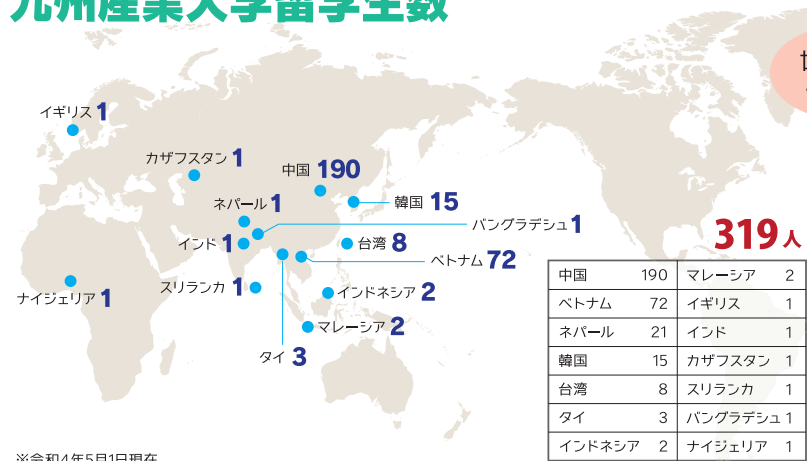 九州産業大学留学生数
イギリス 1
カザフスタン 1
中国 190
韓国 15
ネパール 1
バングラデシュ 1
インド 1
台湾 8
ベトナム 72
スリランカ 1
インドネシア 2
ナイジェリア 1
マレーシア 2
タイ 3
319人
中国 190 マレーシア 2
ベトナム 72 イギリス 1
ネパール 21 インド 1
韓国 15 カザフスタン 1
台湾 8 スリランカ 1
タイ 3 バングラデシュ 1
インドネシア 2 ナイジェリア 1
※令和4年5月1日現在